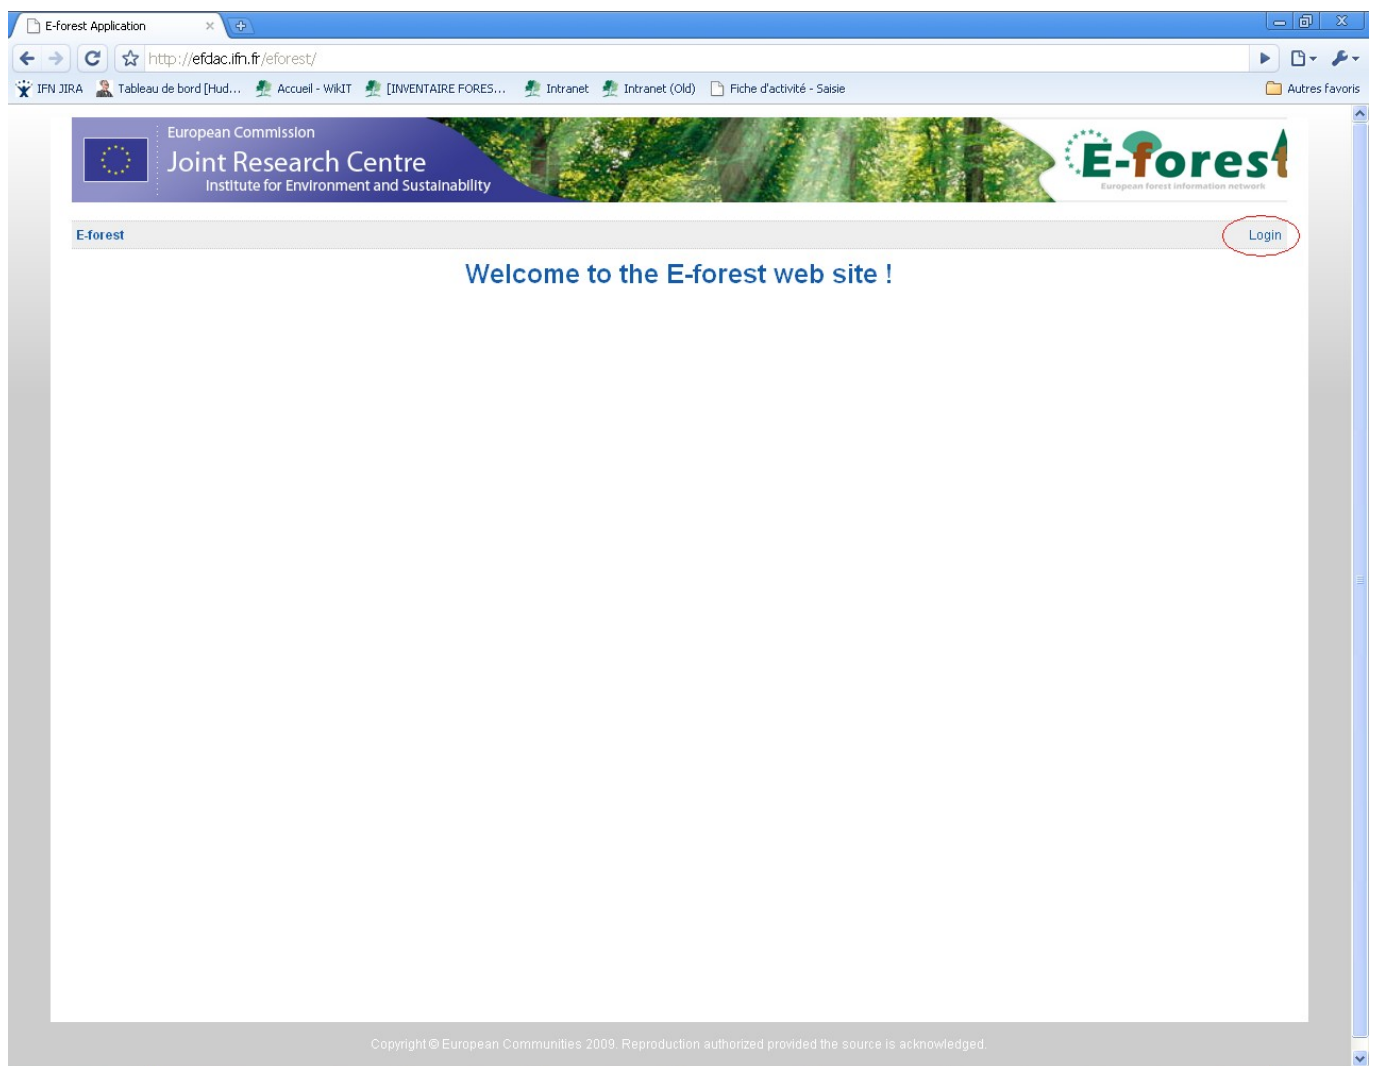 E-forest Application
http://efdac.ifn.fr/eforest/
IFN JIRA Tableau de bord [Hud... Accueil - WikIT [INVENTAIRE FORES... Intranet Intranet (Old) Fiche d'activité - Saisie Autres favoris
European Commission
Joint Research Centre
Institute for Environment and Sustainability
E-forest
European forest information network
E-forest Login
Welcome to the E-forest web site !
Copyright © European Communities 2009. Reproduction authorized provided the source is acknowledged.